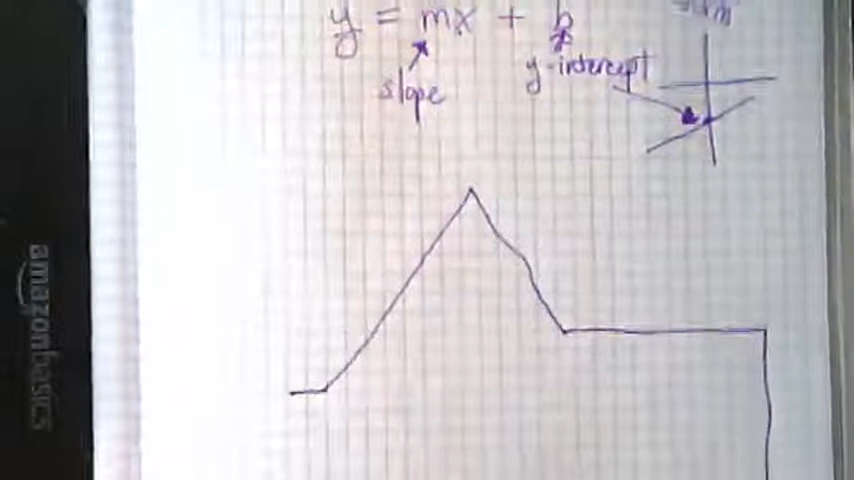 y = mx + b
slope
y-intercept
amazonbasics